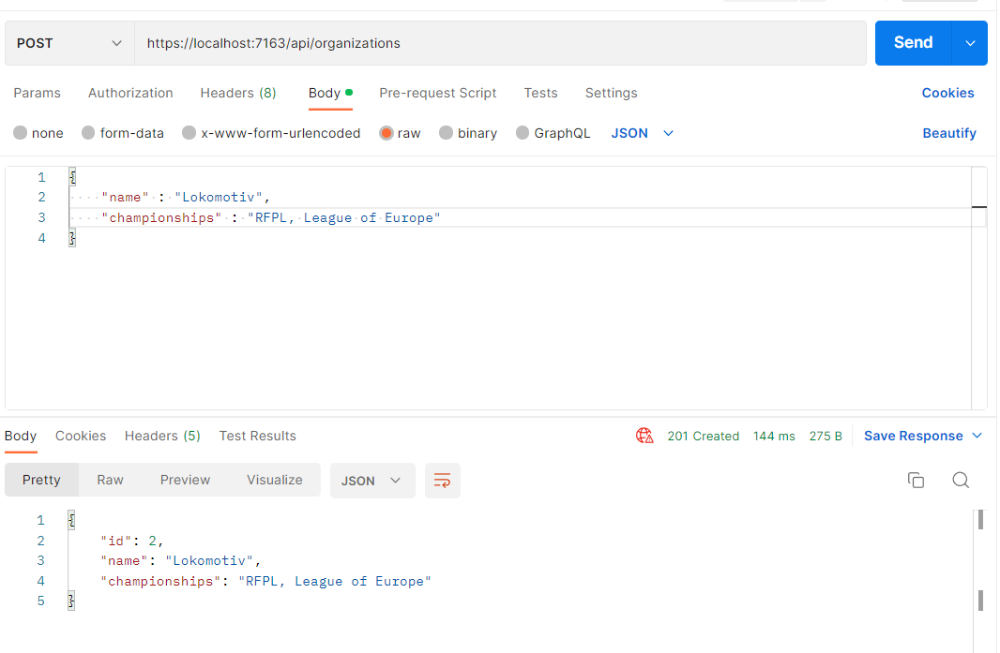 POST https://localhost:7163/api/organizations Send
Params Authorization Headers (8) Body Pre-request Script Tests Settings Cookies
none form-data x-www-form-urlencoded raw binary GraphQL JSON Beautify
1 {
2 "name" : "Lokomotiv",
3 "championships" : "RFPL, League of Europe"
4 }
Body Cookies Headers (5) Test Results 201 Created 144 ms 275 B Save Response
Pretty Raw Preview Visualize JSON
1 {
2 "id": 2,
3 "name": "Lokomotiv",
4 "championships": "RFPL, League of Europe"
5 }